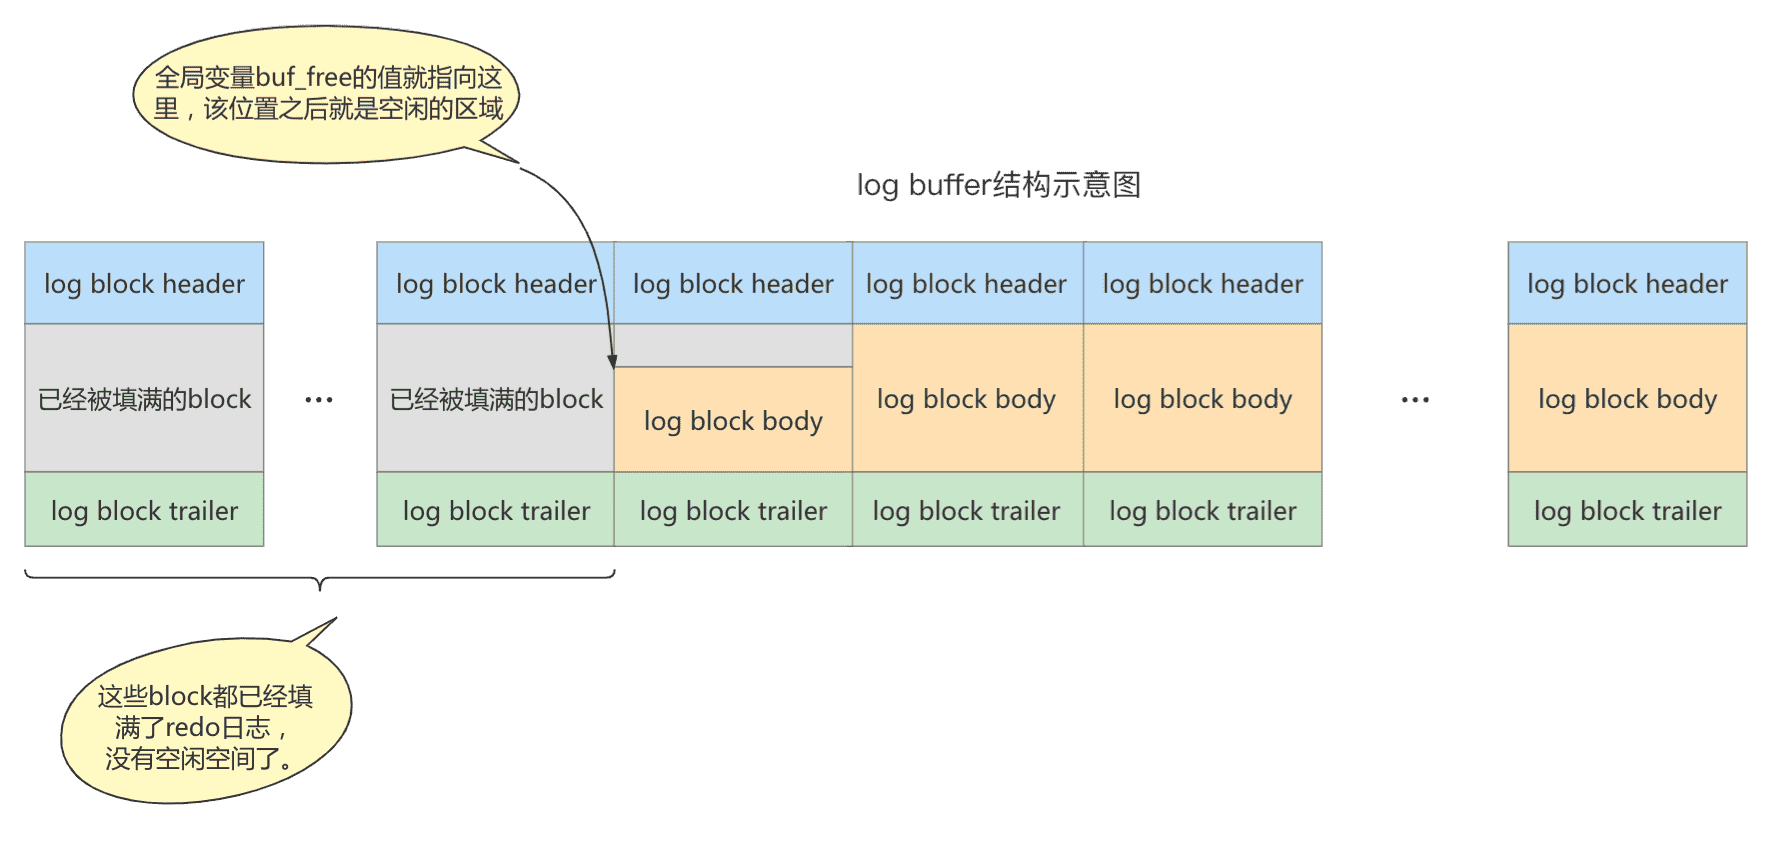 全局变量buf_free的值就指向这
里，该位置之后就是空闲的区域
log buffer结构示意图
log block header
log block header
log block header
log block header
log block header
log block header
已经被填满的block
...
已经被填满的block
log block body
log block body
log block body
...
log block body
log block trailer
log block trailer
log block trailer
log block trailer
log block trailer
log block trailer
这些block都已经填
满了redo日志，
没有空闲空间了。